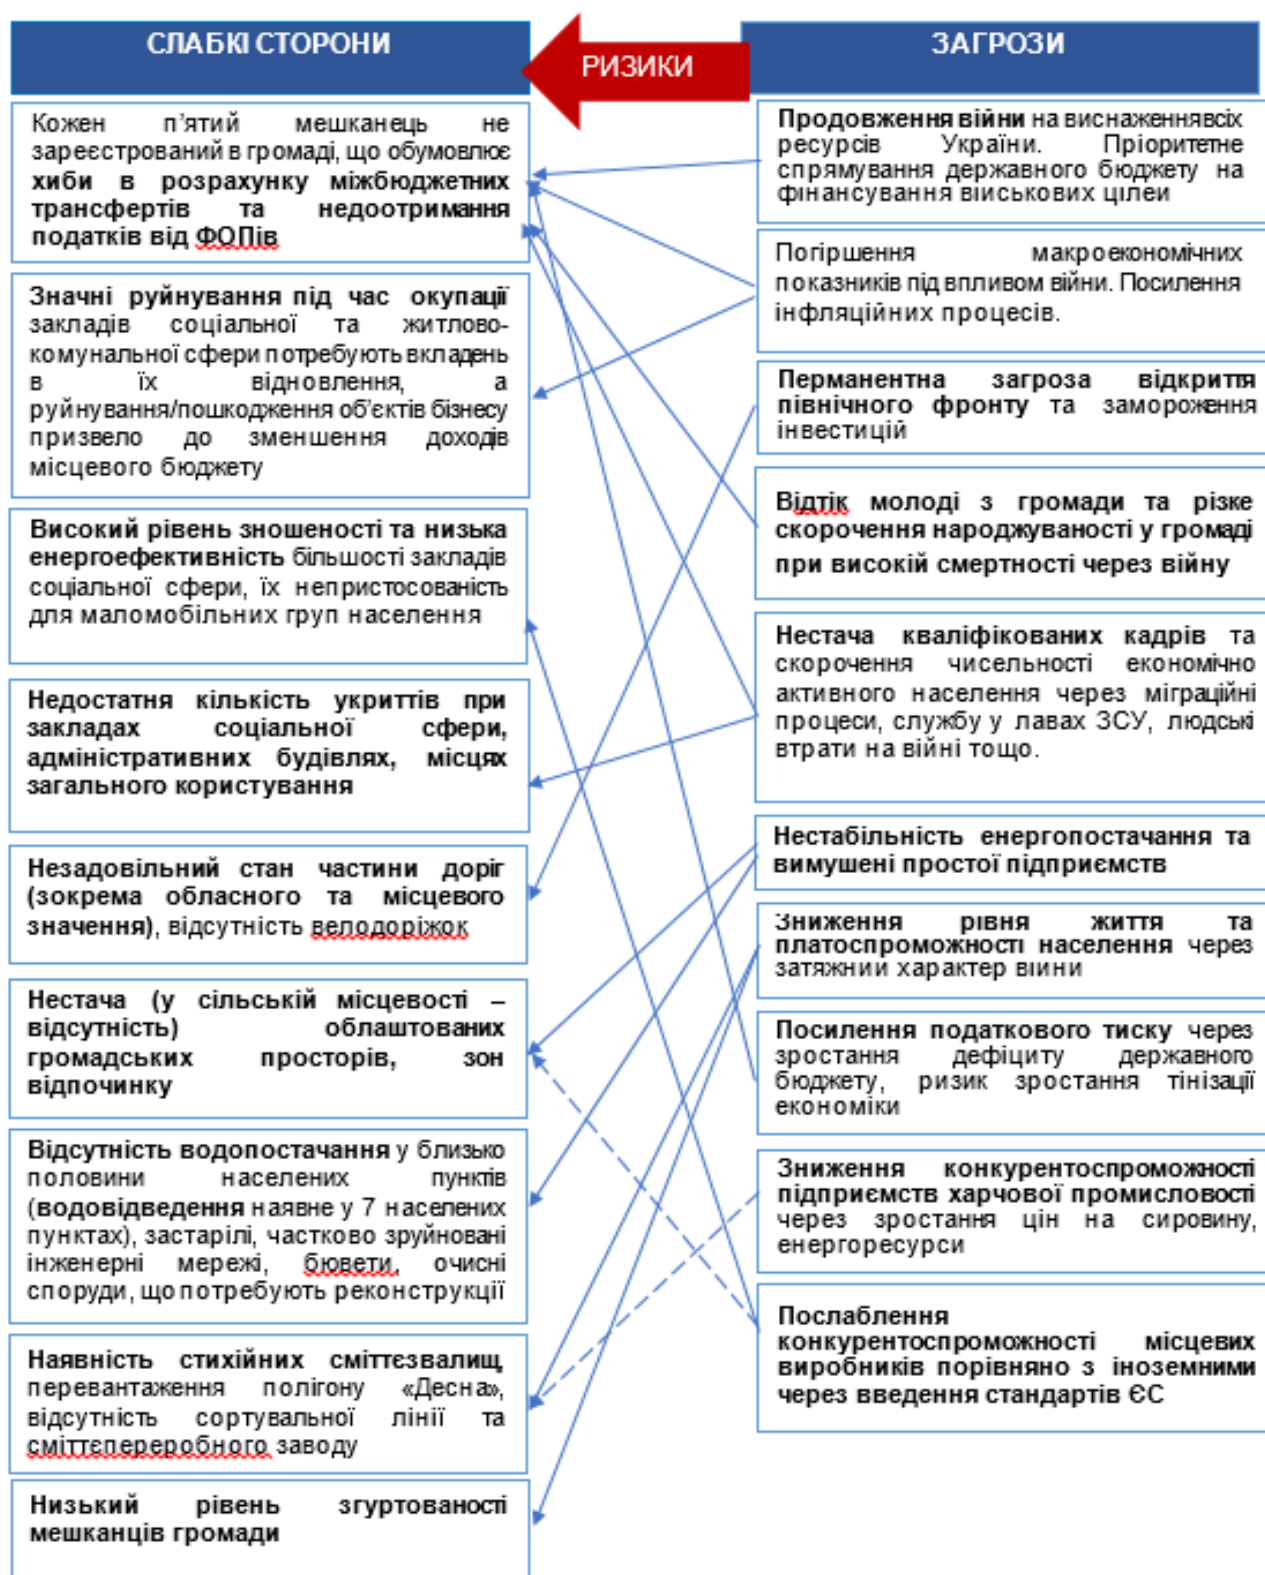 СЛАБКІ СТОРОНИ
РИЗИКИ
ЗАГРОЗИ
Кожен п'ятий мешканець не
зареєстрований в громаді, що обумовлює
хиби в розрахунку міжбюджетних
трансфертів та недоотримання
податків від ФОПів
Значні руйнування під час окупації
закладів соціальної та житлово-
комунальної сфери потребують вкладень
в їх відновлення, а
руйнування/пошкодження об'єктів бізнесу
призвело до зменшення доходів
місцевого бюджету
Високий рівень зношеності та низька
енергоефективність більшості закладів
соціальної сфери, їх непристосованість
для маломобільних груп населення
Недостатня кількість укриттів при
закладах соціальної сфери,
адміністративних будівлях, місцях
загального користування
Незадовільний стан частини доріг
(зокрема обласного та місцевого
значення), відсутність велодоріжок
Нестача (у сільській місцевості –
відсутність) облаштованих
громадських просторів, зон
відпочинку
Відсутність водопостачання у близько
половини населених пунктів
(водовідведення наявне у 7 населених
пунктах), застарілі, частково зруйновані
інженерні мережі, бювети, очисні
споруди, що потребують реконструкції
Наявність стихійних сміттєзвалищ,
перевантаження полігону «Десна»,
відсутність сортувальної лінії та
сміттєпереробного заводу
Низький рівень згуртованості
мешканців громади
Продовження війни на виснаження всіх
ресурсів України. Пріоритетне
спрямування державного бюджету на
фінансування військових цілей
Погіршення макроекономічних
показників під впливом війни. Посилення
інфляційних процесів.
Перманентна загроза відкриття
північного фронту та замороження
інвестицій
Відтік молоді з громади та різке
скорочення народжуваності у громаді
при високій смертності через війну
Нестача кваліфікованих кадрів та
скорочення чисельності економічно
активного населення через міграційні
процеси, службу у лавах ЗСУ, людські
втрати на війні тощо.
Нестабільність енергопостачання та
вимушені простої підприємств
Зниження рівня життя та
платоспроможності населення через
затяжний характер війни
Посилення податкового тиску через
зростання дефіциту державного
бюджету, ризик зростання тінізації
економіки
Зниження конкурентоспроможності
підприємств харчової промисловості
через зростання цін на сировину,
енергоресурси
Послаблення
конкурентоспроможності місцевих
виробників порівняно з іноземними
через введення стандартів ЄС